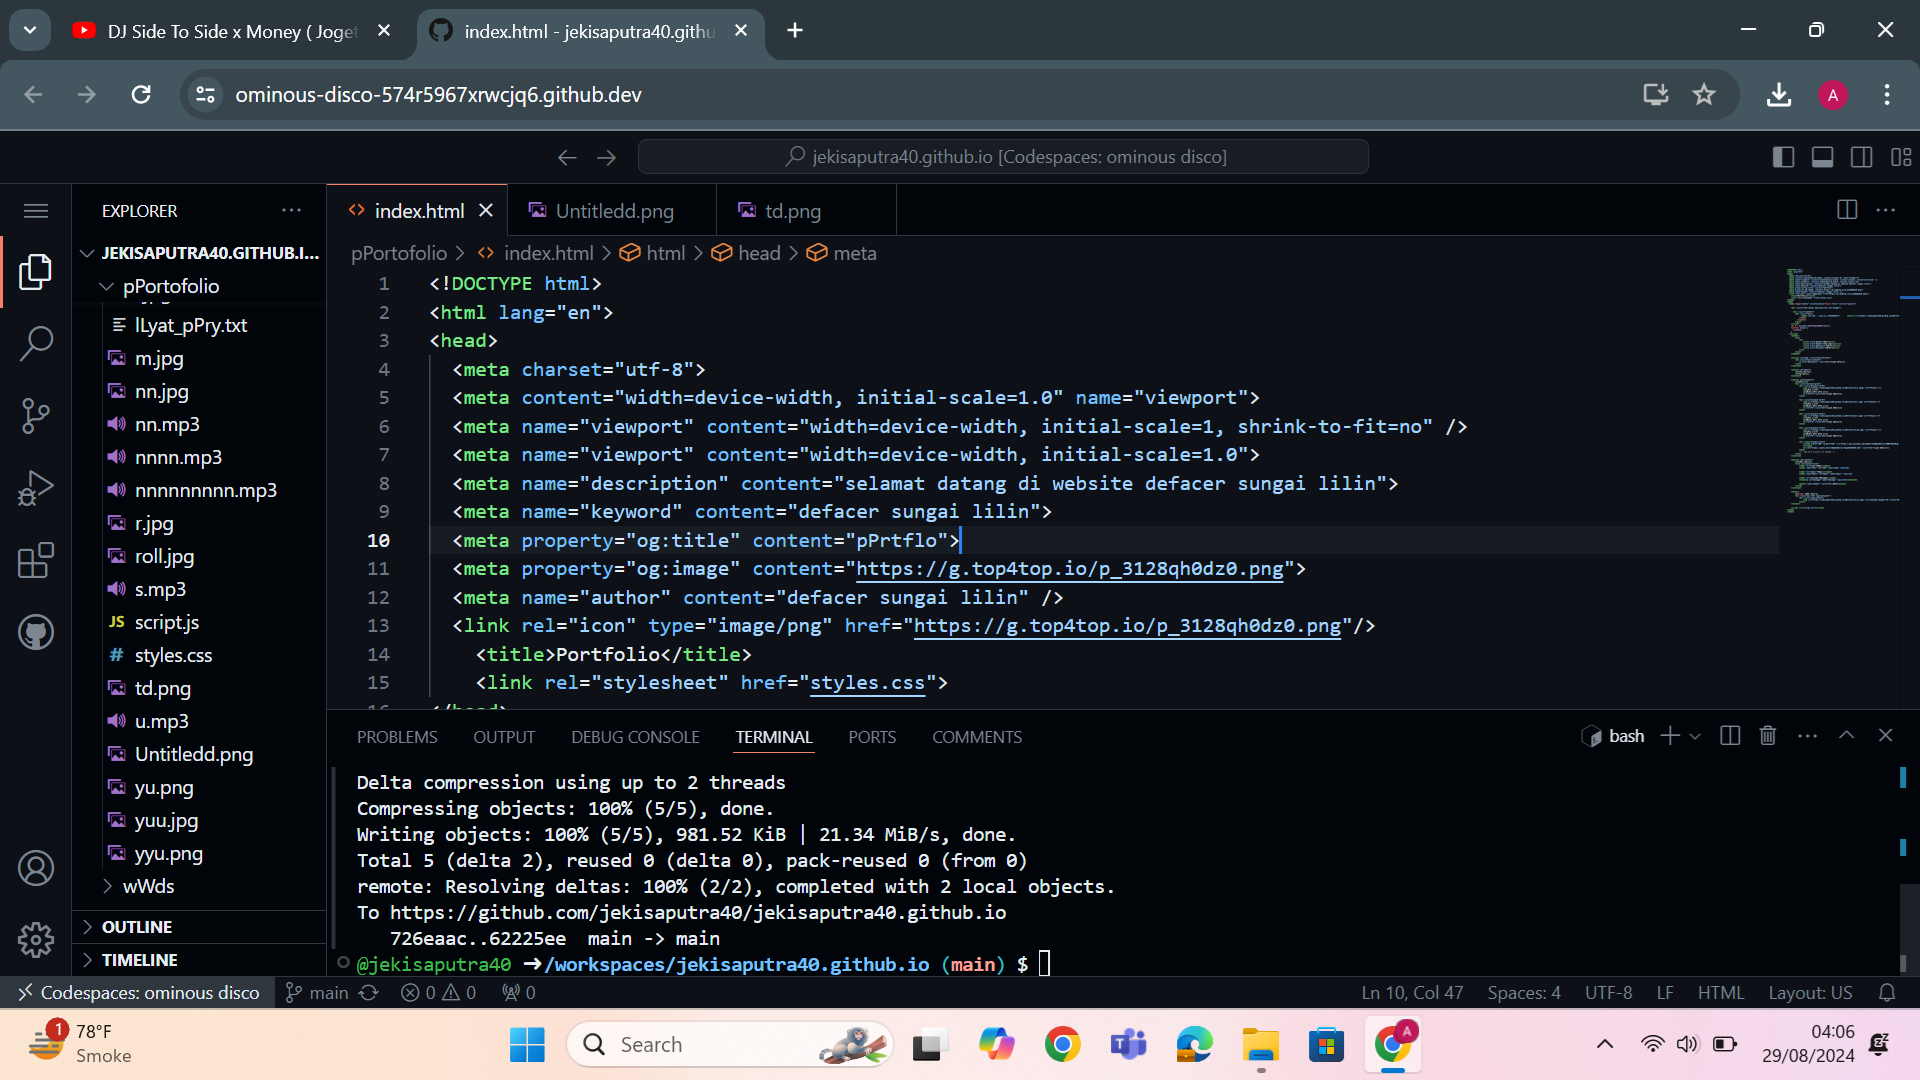 DJ Side To Side x Money ( Joget
index.html - jekisaputra40.githu
ominous-disco-574r5967xrwcjq6.github.dev
A
jekisaputra40.github.io [Codespaces: ominous disco]
EXPLORER
index.html
Untitledd.png
td.png
JEKISAPUTRA40.GITHUB.I...
pPortofolio > index.html > html > head > meta
pPortofolio
lLyat_pPry.txt
m.jpg
nn.jpg
nn.mp3
nnnn.mp3
nnnnnnnnn.mp3
r.jpg
roll.jpg
s.mp3
JS script.js
# styles.css
td.png
u.mp3
Untitledd.png
yu.png
yuu.jpg
yyu.png
wWds
OUTLINE
TIMELINE
1 <!DOCTYPE html>
2 <html lang="en">
3 <head>
4 <meta charset="utf-8">
5 <meta content="width=device-width, initial-scale=1.0" name="viewport">
6 <meta name="viewport" content="width=device-width, initial-scale=1, shrink-to-fit=no" />
7 <meta name="viewport" content="width=device-width, initial-scale=1.0">
8 <meta name="description" content="selamat datang di website defacer sungai lilin">
9 <meta name="keyword" content="defacer sungai lilin">
10 <meta property="og:title" content="pPrtflo">
11 <meta property="og:image" content="https://g.top4top.io/p_3128qh0dz0.png">
12 <meta name="author" content="defacer sungai lilin" />
13 <link rel="icon" type="image/png" href="https://g.top4top.io/p_3128qh0dz0.png"/>
14 <title>Portfolio</title>
15 <link rel="stylesheet" href="styles.css">
16 </head>
PROBLEMS OUTPUT DEBUG CONSOLE TERMINAL PORTS COMMENTS
bash
Delta compression using up to 2 threads
Compressing objects: 100% (5/5), done.
Writing objects: 100% (5/5), 981.52 KiB | 21.34 MiB/s, done.
Total 5 (delta 2), reused 0 (delta 0), pack-reused 0 (from 0)
remote: Resolving deltas: 100% (2/2), completed with 2 local objects.
To https://github.com/jekisaputra40/jekisaputra40.github.io
726eaac..62225ee main -> main
@jekisaputra40 ➜/workspaces/jekisaputra40.github.io (main) $
Codespaces: ominous disco
main
0
0
0
Ln 10, Col 47
Spaces: 4
UTF-8
LF
HTML
Layout: US
1
78°F
Smoke
Search
A
04:06
29/08/2024